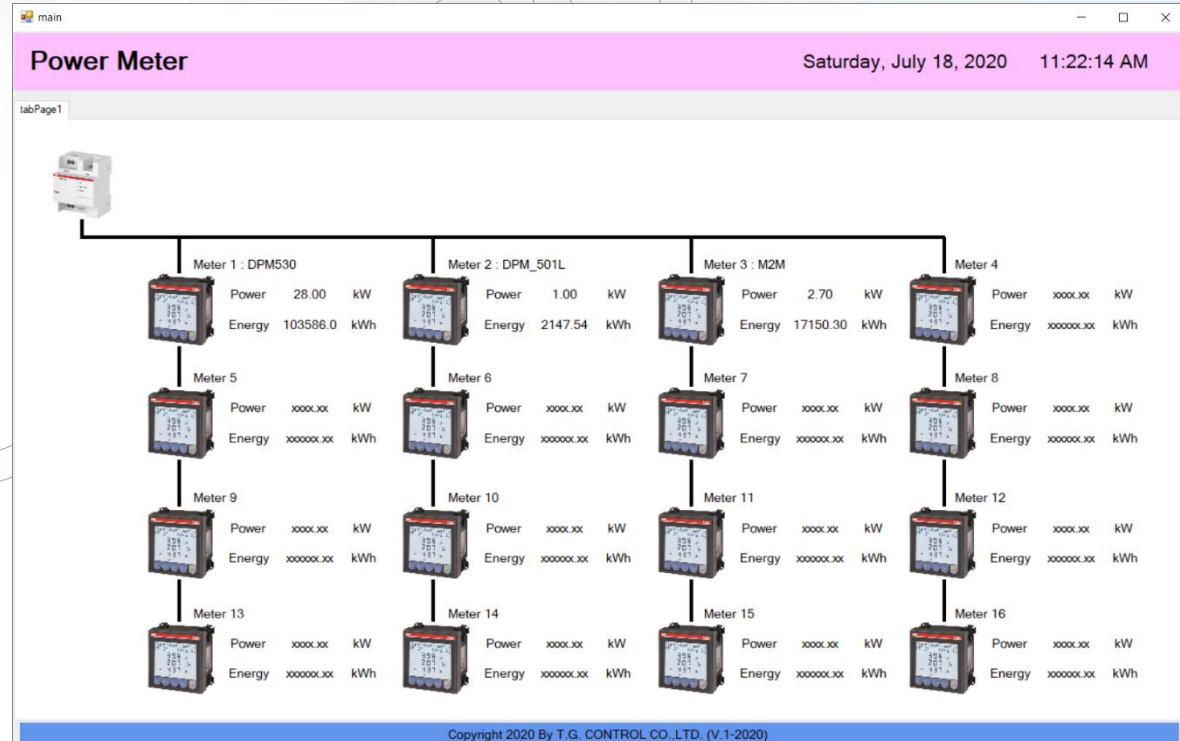 main
Power Meter
Saturday, July 18, 2020 11:22:14 AM
tabPage1
Meter 1 : DPM530
Power 28.00 kW
Energy 103586.0 kWh
Meter 2 : DPM_501L
Power 1.00 kW
Energy 2147.54 kWh
Meter 3 : M2M
Power 2.70 kW
Energy 17150.30 kWh
Meter 4
Power xxxx.xx kW
Energy xxxxxx.xx kWh
Meter 5
Power xxxx.xx kW
Energy xxxxxx.xx kWh
Meter 6
Power xxxx.xx kW
Energy xxxxxx.xx kWh
Meter 7
Power xxxx.xx kW
Energy xxxxxx.xx kWh
Meter 8
Power xxxx.xx kW
Energy xxxxxx.xx kWh
Meter 9
Power xxxx.xx kW
Energy xxxxxx.xx kWh
Meter 10
Power xxxx.xx kW
Energy xxxxxx.xx kWh
Meter 11
Power xxxx.xx kW
Energy xxxxxx.xx kWh
Meter 12
Power xxxx.xx kW
Energy xxxxxx.xx kWh
Meter 13
Power xxxx.xx kW
Energy xxxxxx.xx kWh
Meter 14
Power xxxx.xx kW
Energy xxxxxx.xx kWh
Meter 15
Power xxxx.xx kW
Energy xxxxxx.xx kWh
Meter 16
Power xxxx.xx kW
Energy xxxxxx.xx kWh
Copyright 2020 By T.G. CONTROL CO.,LTD. (V.1-2020)